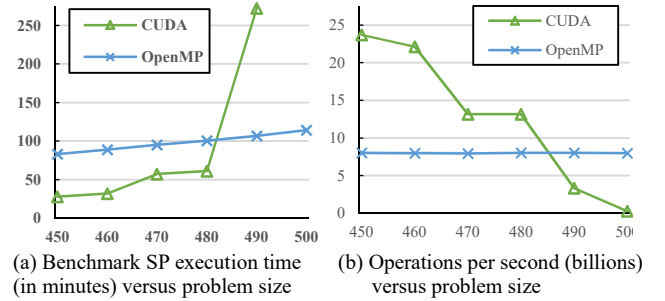 250
200
150
100
50
0
CUDA
OpenMP
450 460 470 480 490 500
25
20
15
10
5
0
CUDA
OpenMP
450 460 470 480 490 500
(a) Benchmark SP execution time
(in minutes) versus problem size
(b) Operations per second (billions)
versus problem size